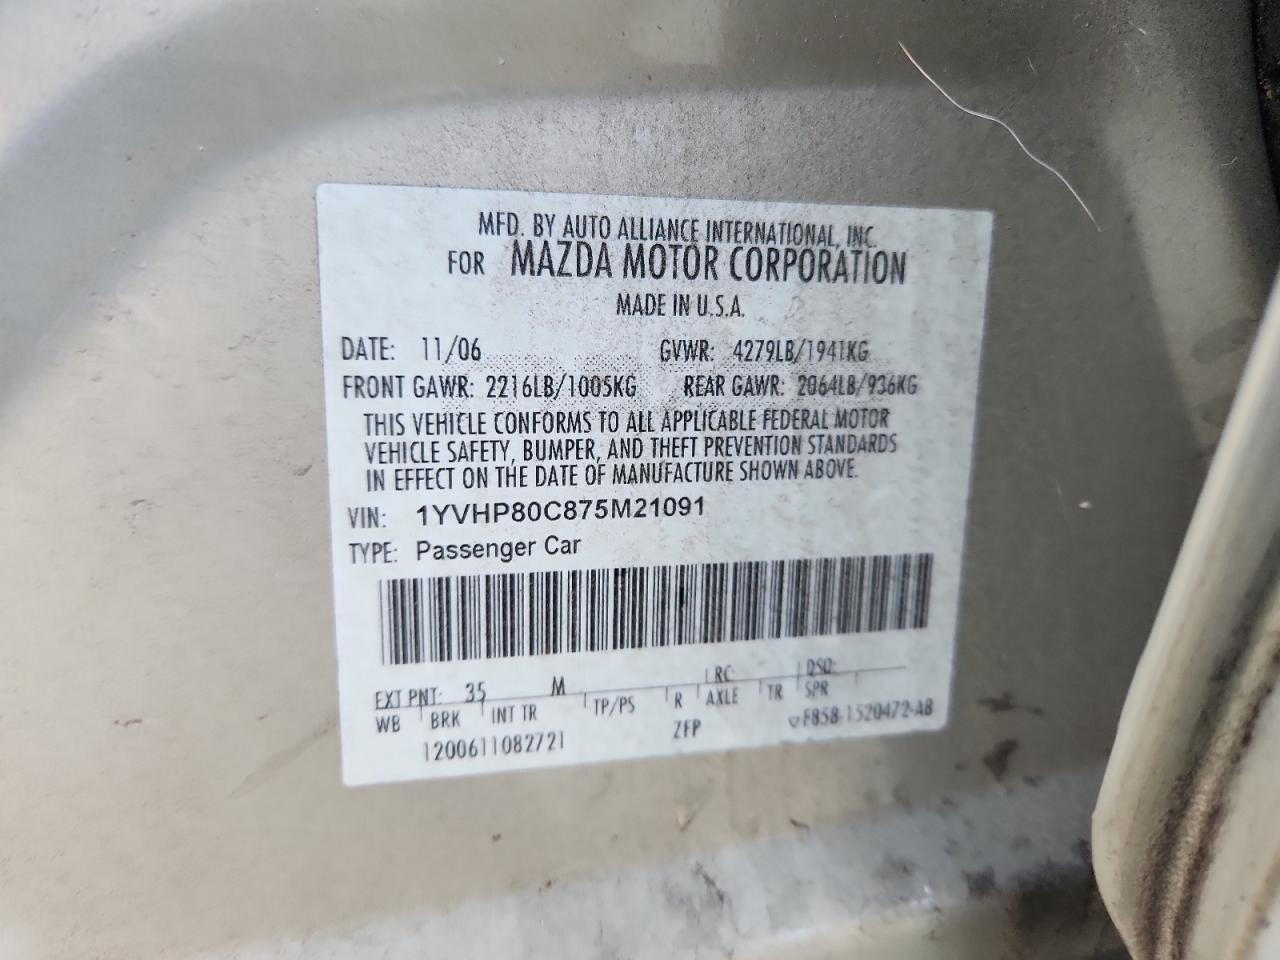 MFD. BY AUTO ALLIANCE INTERNATIONAL, INC.
FOR MAZDA MOTOR CORPORATION
MADE IN U.S.A.
DATE: 11/06 GVWR: 4279LB/1941KG
FRONT GAWR: 2216LB/1005KG REAR GAWR: 2064LB/936KG
THIS VEHICLE CONFORMS TO ALL APPLICABLE FEDERAL MOTOR
VEHICLE SAFETY, BUMPER, AND THEFT PREVENTION STANDARDS
IN EFFECT ON THE DATE OF MANUFACTURE SHOWN ABOVE.
VIN: 1YVHP80C875M21091
TYPE: Passenger Car
EXT PNT: 35 M RC: DSO:
WB BRK INT TR TP/PS R AXLE TR SPR
1200611082721 ZFP F858-1520472-AB